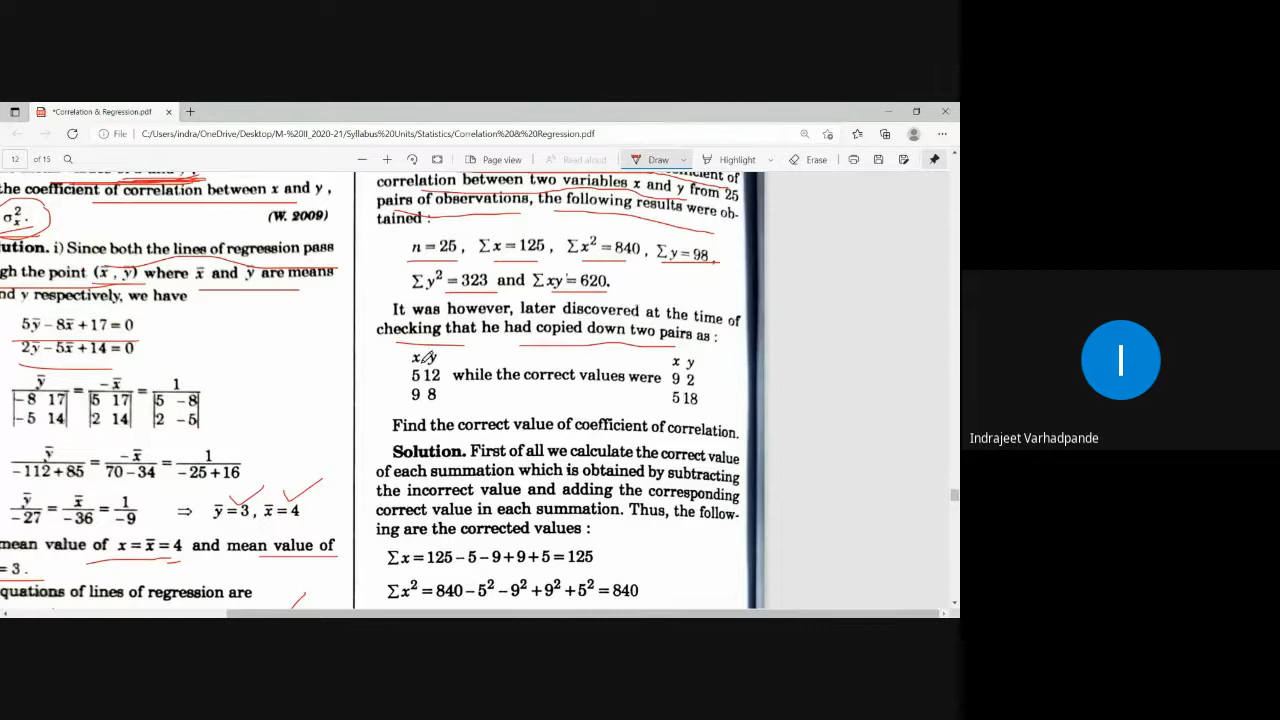 *Correlation & Regression.pdf
File C:/Users/indra/OneDrive/Desktop/M-%20II_2020-21/Syllabus%20Units/Statistics/Correlation%20&%20Regression.pdf
12 of 15 Page view Read aloud Draw Highlight Erase
the coefficient of correlation between x and y ,
σₓ².
(W. 2009)
ution. i) Since both the lines of regression pass
gh the point (x̄ , ȳ) where x̄ and ȳ are means
nd y respectively, we have
5ȳ − 8x̄ + 17 = 0
2ȳ − 5x̄ + 14 = 0
ȳ/|−8 17; −5 14| = −x̄/|5 17; 2 14| = 1/|5 −8; 2 −5|
ȳ/(−112 + 85) = −x̄/(70 − 34) = 1/(−25 + 16)
ȳ/−27 = x̄/−36 = 1/−9 ⇒ ȳ = 3 , x̄ = 4
mean value of x = x̄ = 4 and mean value of
= 3 .
quations of lines of regression are
efficient of
correlation between two variables x and y from 25
pairs of observations, the following results were ob-
tained :
n = 25 , ∑x = 125 , ∑x² = 840 , ∑y = 98 ,
∑y² = 323 and ∑xy = 620.
It was however, later discovered at the time of
checking that he had copied down two pairs as :
x y x y
5 12 while the correct values were 9 2
9 8 5 18
Find the correct value of coefficient of correlation.
Solution. First of all we calculate the correct value
of each summation which is obtained by subtracting
the incorrect value and adding the corresponding
correct value in each summation. Thus, the follow-
ing are the corrected values :
∑x = 125 − 5 − 9 + 9 + 5 = 125
∑x² = 840 − 5² − 9² + 9² + 5² = 840
I
Indrajeet Varhadpande